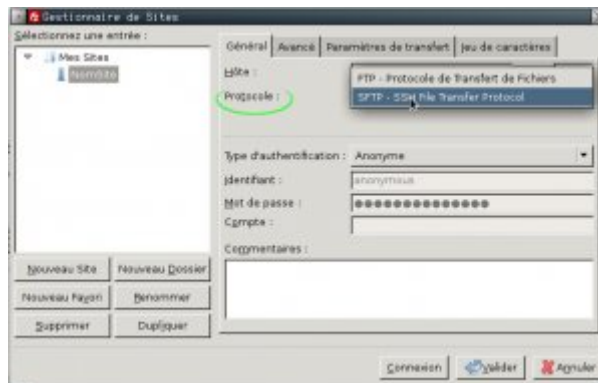 Gestionnaire de Sites
Sélectionnez une entrée :
Mes Sites
NomSite
Général Avancé Paramètres de transfert Jeu de caractères
Hôte :
FTP - Protocole de Transfert de Fichiers
Protocole :
SFTP - SSH File Transfer Protocol
Type d'authentification : Anonyme
Identifiant : anonymous
Mot de passe : ●●●●●●●●●●●●●●
Compte :
Commentaires :
Nouveau Site Nouveau Dossier
Nouveau Favori Renommer
Supprimer Dupliquer
Connexion Valider Annuler